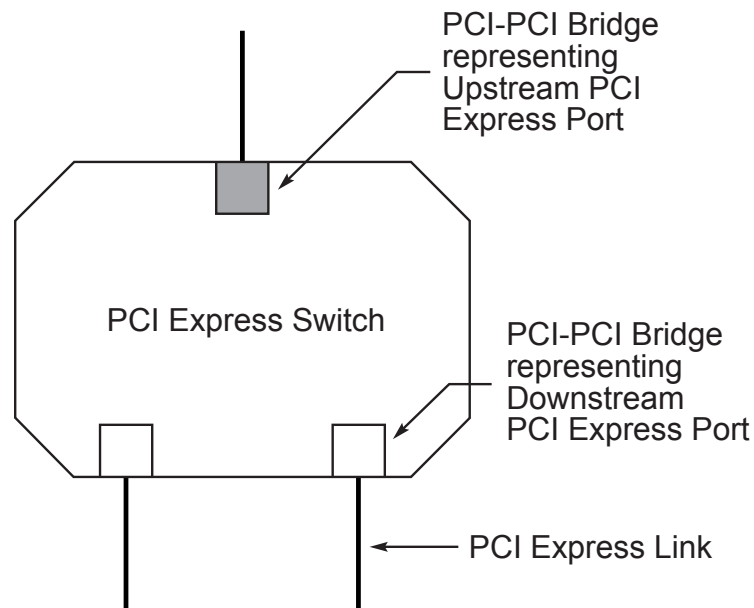 PCI-PCI Bridge
representing
Upstream PCI
Express Port
PCI Express Switch
PCI-PCI Bridge
representing
Downstream
PCI Express Port
PCI Express Link